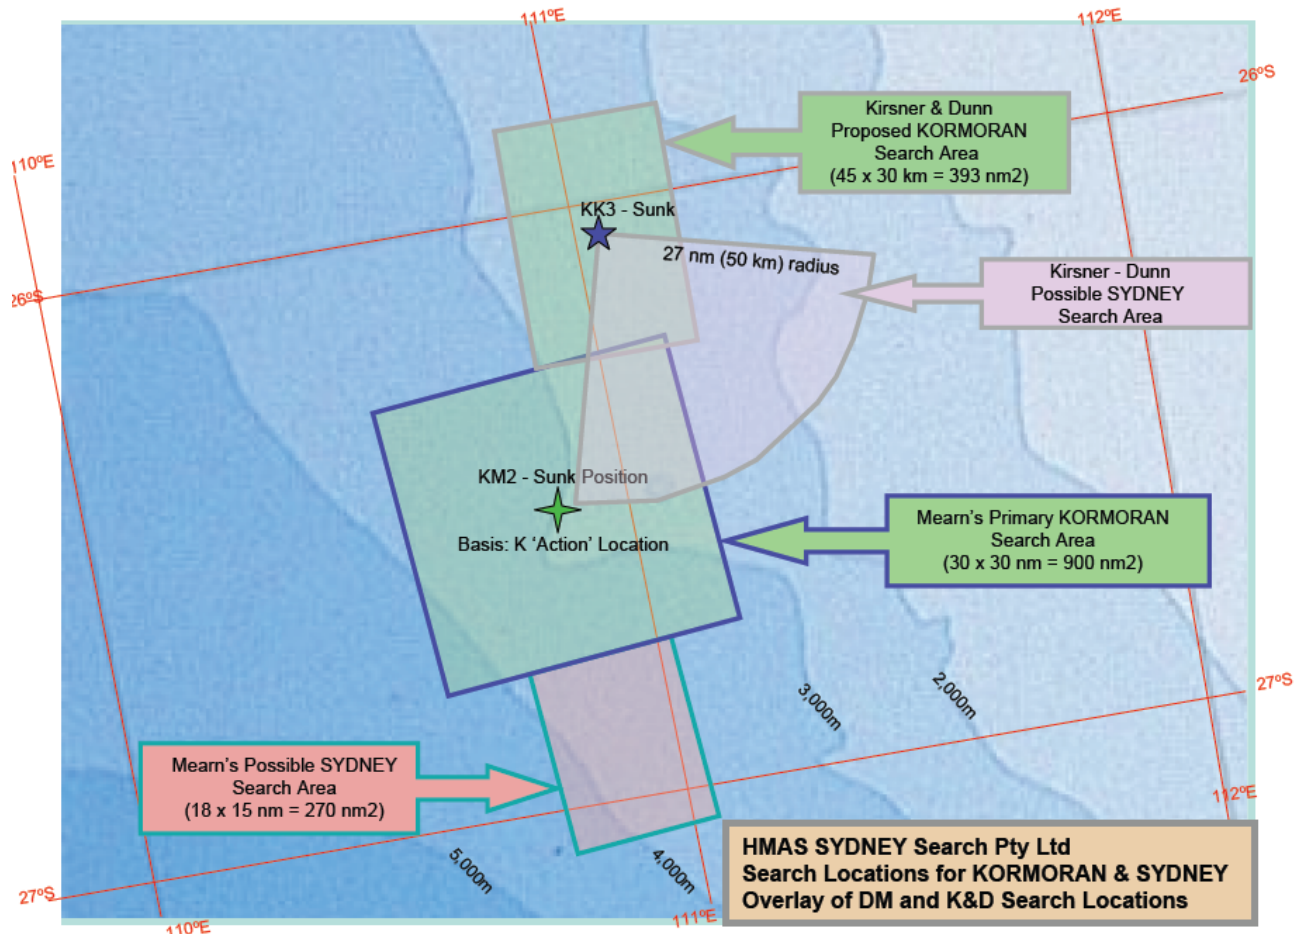 111ºE
112ºE
26ºS
110ºE
Kirsner & Dunn
Proposed KORMORAN
Search Area
(45 x 30 km = 393 nm2)
KK3 - Sunk
27 nm (50 km) radius
Kirsner - Dunn
Possible SYDNEY
Search Area
26ºS
KM2 - Sunk Position
Basis: K ‘Action’ Location
Mearn’s Primary KORMORAN
Search Area
(30 x 30 nm = 900 nm2)
3,000m
2,000m
27ºS
Mearn’s Possible SYDNEY
Search Area
(18 x 15 nm = 270 nm2)
112ºE
5,000m
4,000m
HMAS SYDNEY Search Pty Ltd
Search Locations for KORMORAN & SYDNEY
Overlay of DM and K&D Search Locations
27ºS
110ºE
111ºE